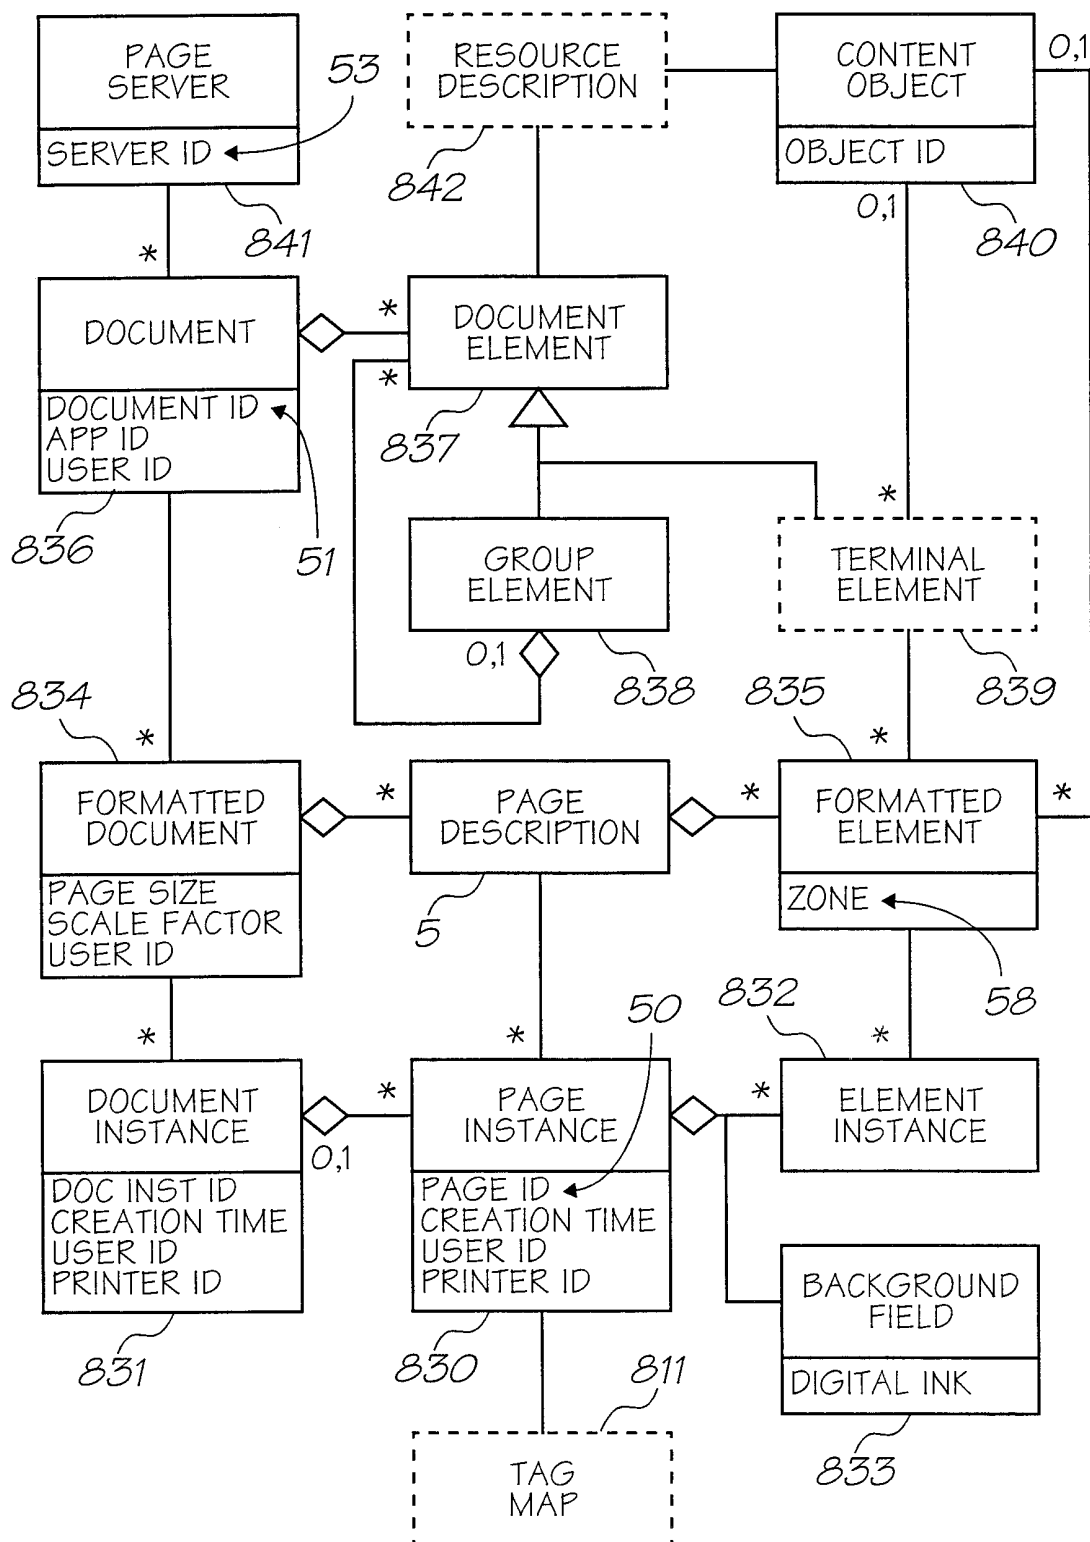 PAGE
SERVER
SERVER ID
53
841
*
RESOURCE
DESCRIPTION
842
CONTENT
OBJECT
OBJECT ID
0,1
0,1
840
DOCUMENT
DOCUMENT ID
APP ID
USER ID
836
51
*
*
DOCUMENT
ELEMENT
837
GROUP
ELEMENT
0,1
838
*
TERMINAL
ELEMENT
839
834
*
FORMATTED
DOCUMENT
PAGE SIZE
SCALE FACTOR
USER ID
*
PAGE
DESCRIPTION
5
835
*
*
FORMATTED
ELEMENT
*
ZONE
58
*
DOCUMENT
INSTANCE
0,1
DOC INST ID
CREATION TIME
USER ID
PRINTER ID
831
50
*
*
PAGE
INSTANCE
PAGE ID
CREATION TIME
USER ID
PRINTER ID
830
832
*
*
ELEMENT
INSTANCE
BACKGROUND
FIELD
DIGITAL INK
833
811
TAG
MAP